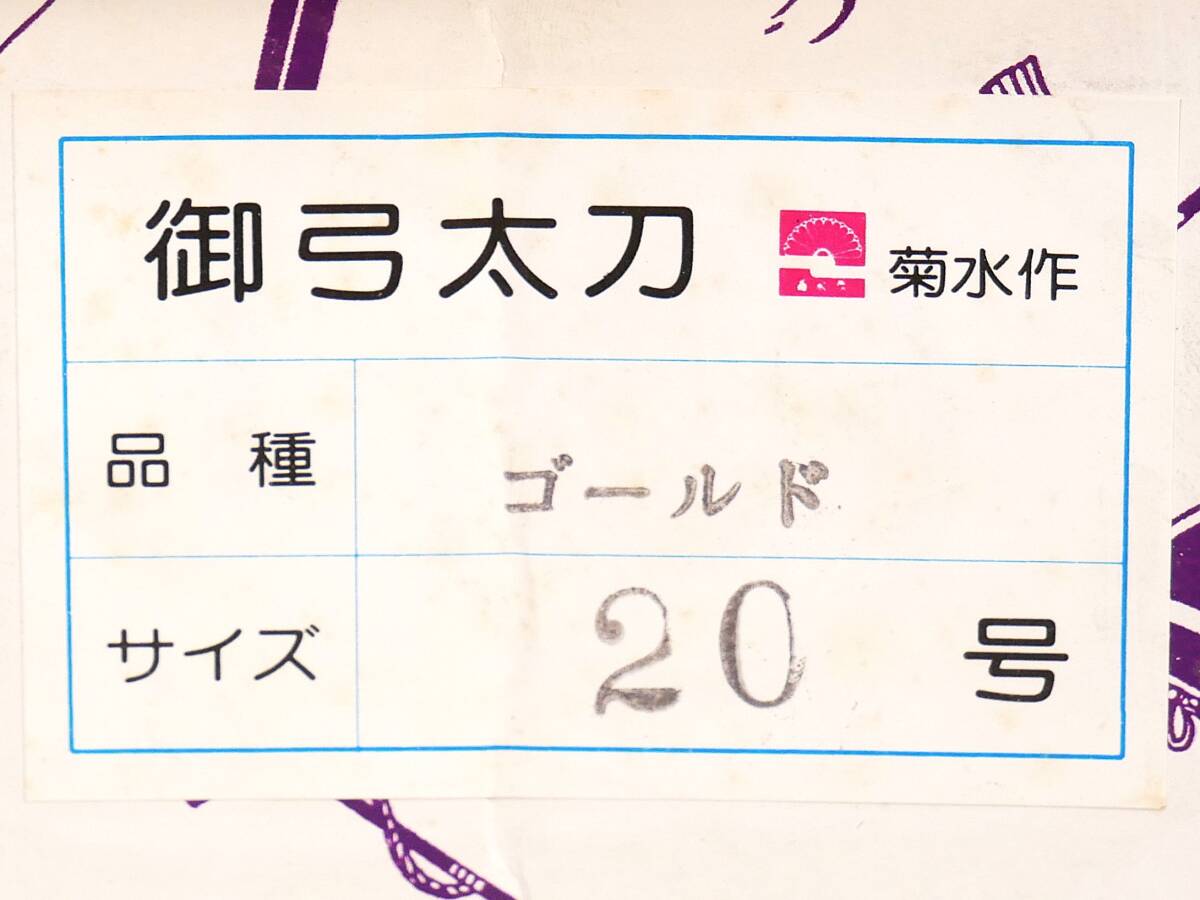 御弓太刀 菊水作
品種 ゴールド
サイズ 20 号